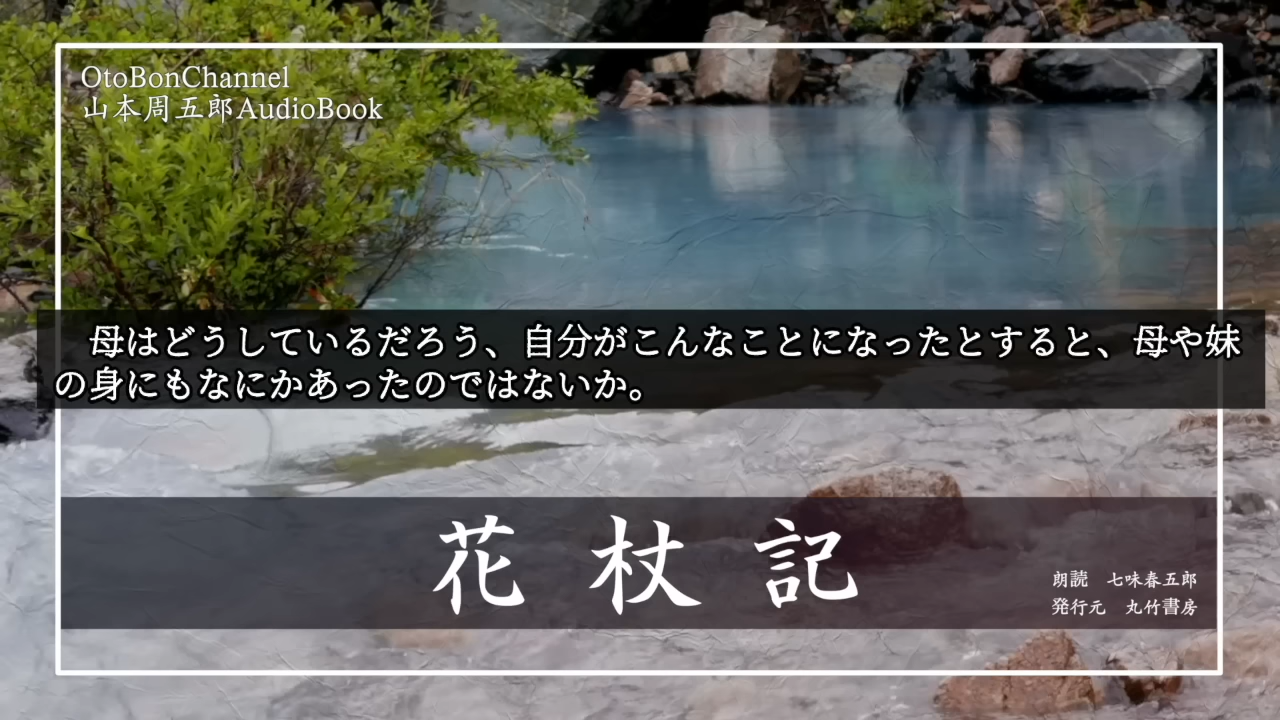 OtoBonChannel
山本周五郎AudioBook
母はどうしているだろう、自分がこんなことになったとすると、母や妹
の身にもなにかあったのではないか。
花杖記
朗読　七味春五郎
発行元　丸竹書房